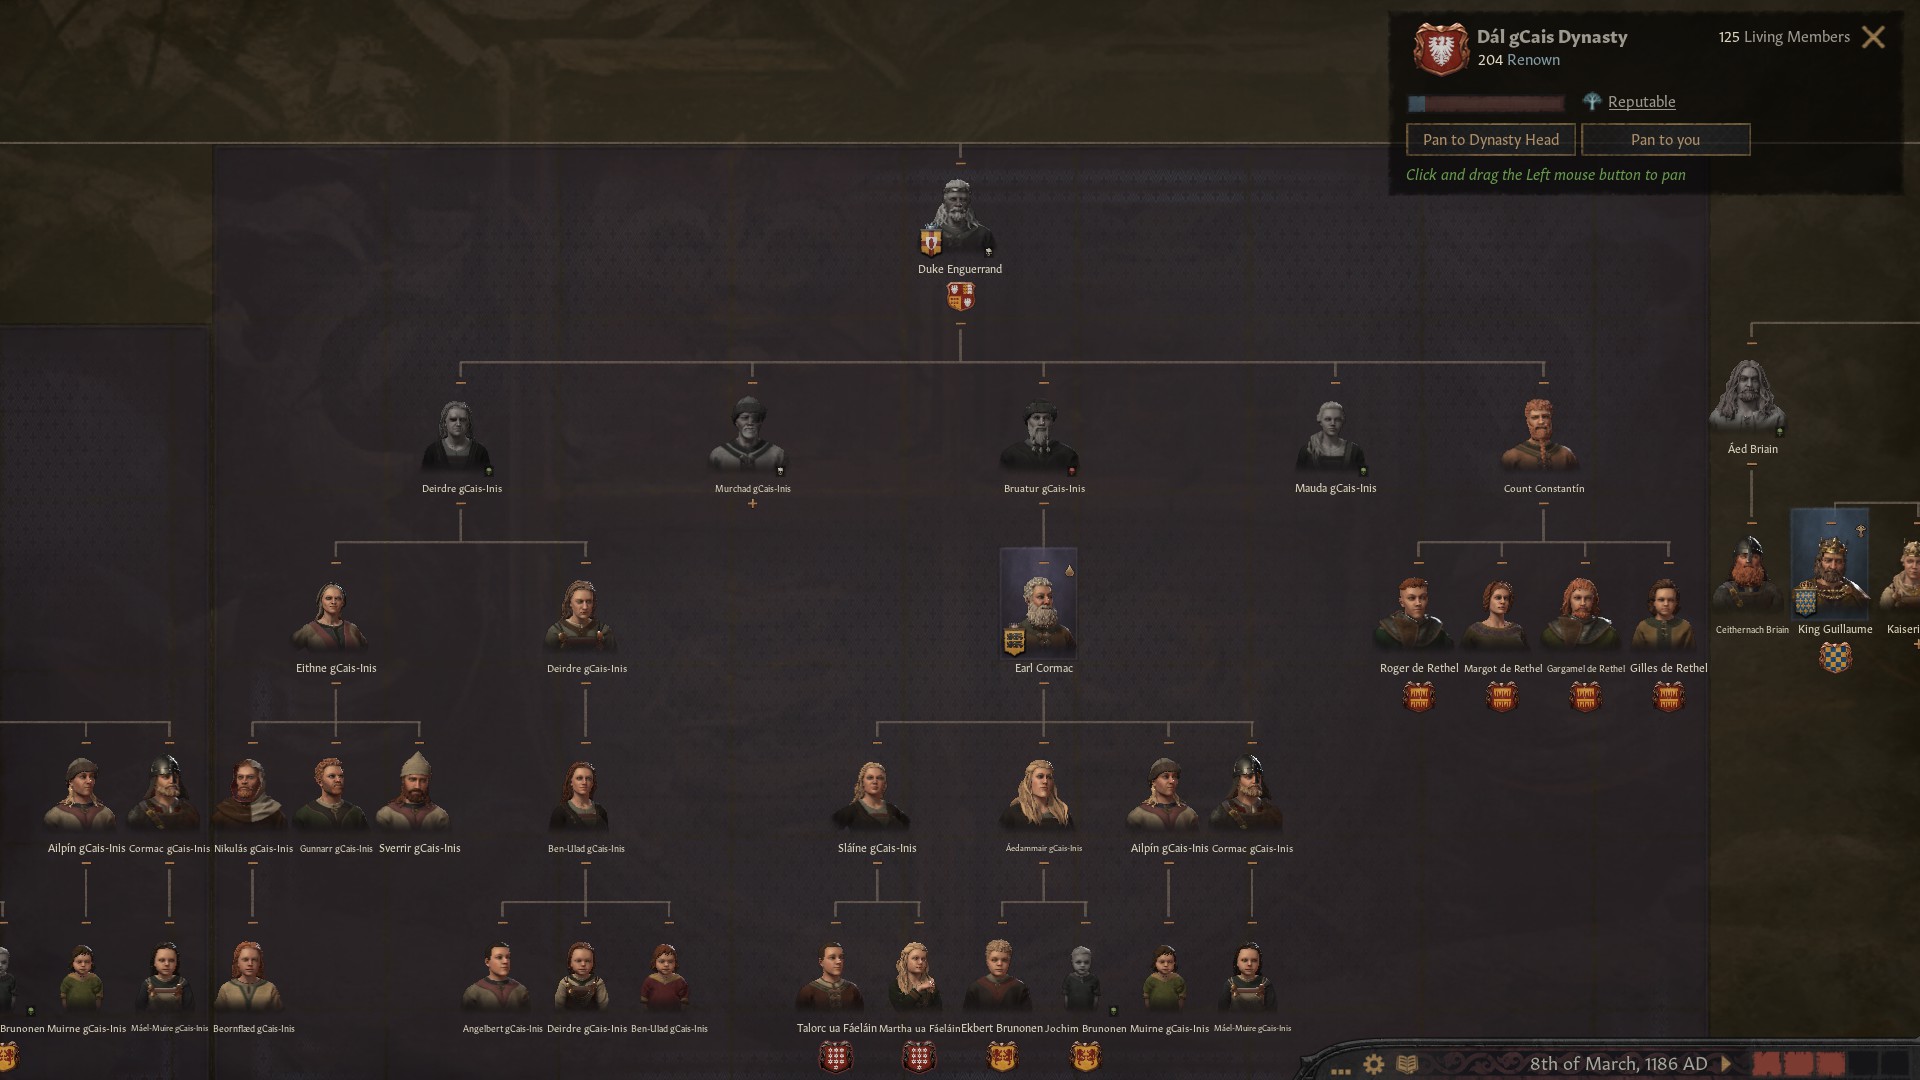 Dál gCais Dynasty
125 Living Members
204 Renown
Reputable
Pan to Dynasty Head
Pan to you
Click and drag the Left mouse button to pan
Duke Enguerrand
Áed Briain
Deirdre gCais-Inis
Murchad gCais-Inis
Bruatur gCais-Inis
Mauda gCais-Inis
Count Constantín
Ceithernach Briain
King Guillaume
Kaiseri
Eithne gCais-Inis
Deirdre gCais-Inis
Earl Cormac
Roger de Rethel
Margot de Rethel
Gargamel de Rethel
Gilles de Rethel
Ailpín gCais-Inis
Cormac gCais-Inis
Nikulás gCais-Inis
Gunnarr gCais-Inis
Sverrir gCais-Inis
Ben-Ulad gCais-Inis
Sláine gCais-Inis
Áedammair gCais-Inis
Ailpín gCais-Inis
Cormac gCais-Inis
Brunonen
Muirne gCais-Inis
Máel-Muire gCais-Inis
Beornflæd gCais-Inis
Angelbert gCais-Inis
Deirdre gCais-Inis
Ben-Ulad gCais-Inis
Talorc ua Fáeláin
Martha ua Fáeláin
Ekbert Brunonen
Jochim Brunonen
Muirne gCais-Inis
Máel-Muire gCais-Inis
8th of March, 1186 AD